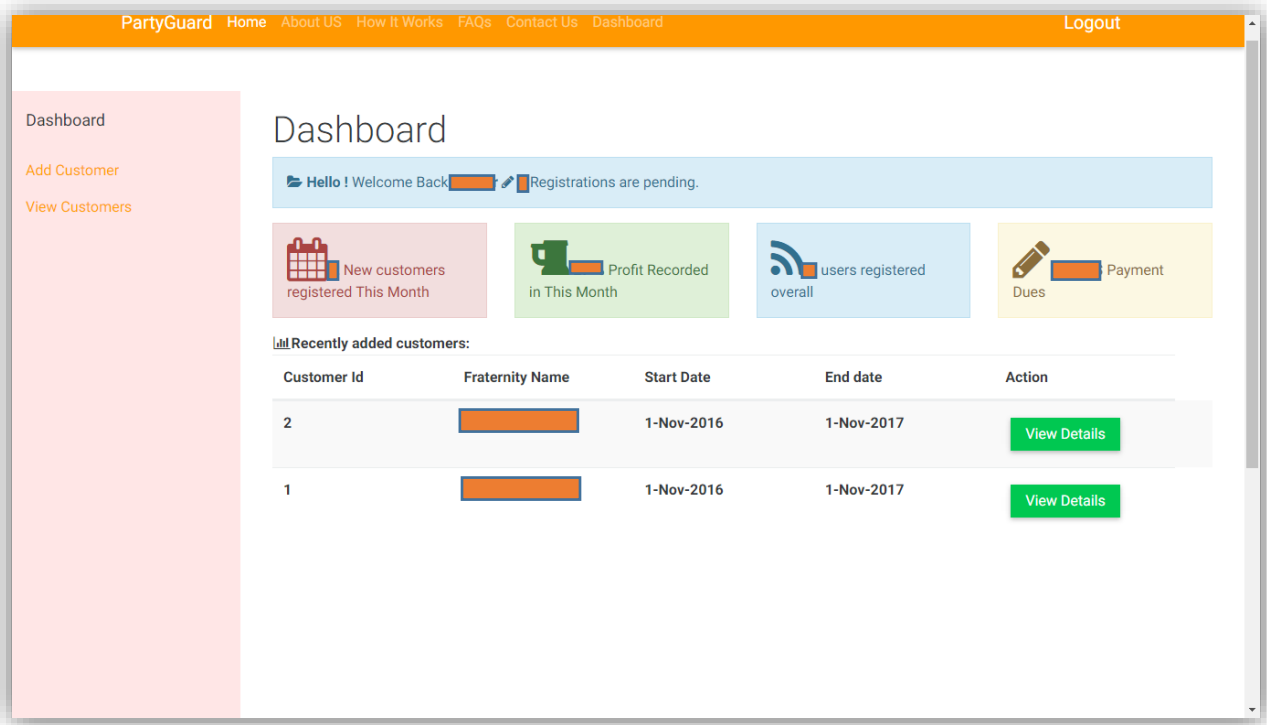 PartyGuard Home About US How It Works FAQs Contact Us Dashboard Logout
Dashboard
Add Customer
View Customers
Dashboard
Hello ! Welcome Back Registrations are pending.
New customers
registered This Month
Profit Recorded
in This Month
users registered
overall
Payment
Dues
Recently added customers:
Customer Id Fraternity Name Start Date End date Action
2 1-Nov-2016 1-Nov-2017 View Details
1 1-Nov-2016 1-Nov-2017 View Details